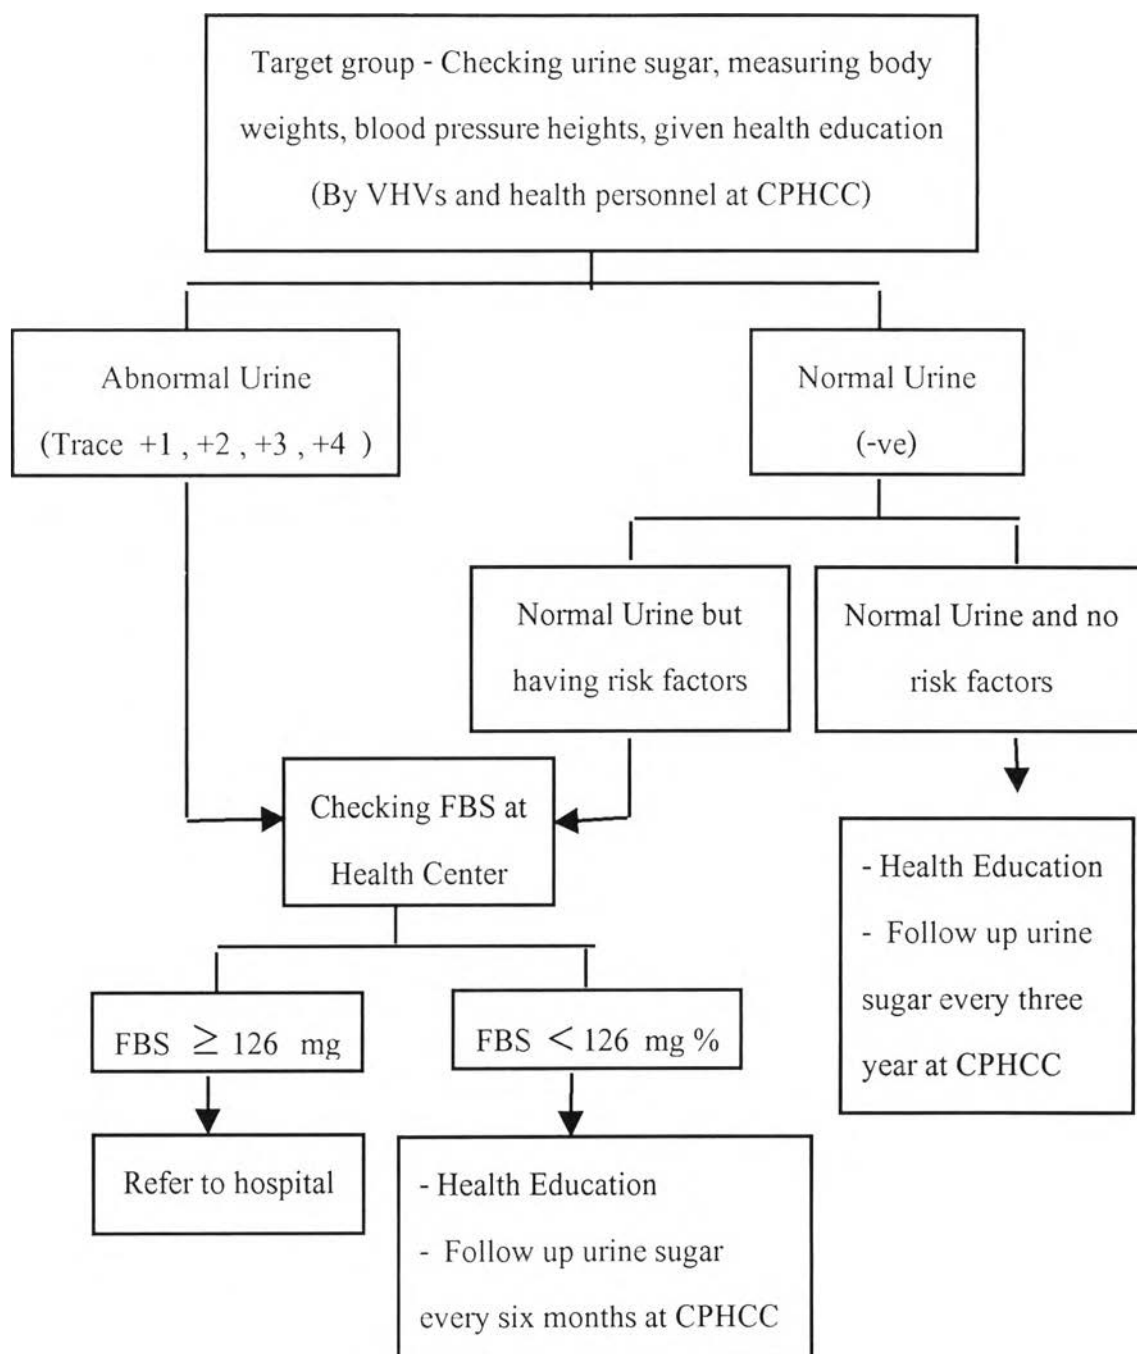 Target group - Checking urine sugar, measuring body
weights, blood pressure heights, given health education
(By VHVs and health personnel at CPHCC)
Abnormal Urine
(Trace +1 , +2 , +3 , +4 )
Normal Urine
(-ve)
Normal Urine but
having risk factors
Normal Urine and no
risk factors
Checking FBS at
Health Center
- Health Education
- Follow up urine
sugar every three
year at CPHCC
FBS ≥ 126 mg
FBS < 126 mg %
Refer to hospital
- Health Education
- Follow up urine sugar
every six months at CPHCC